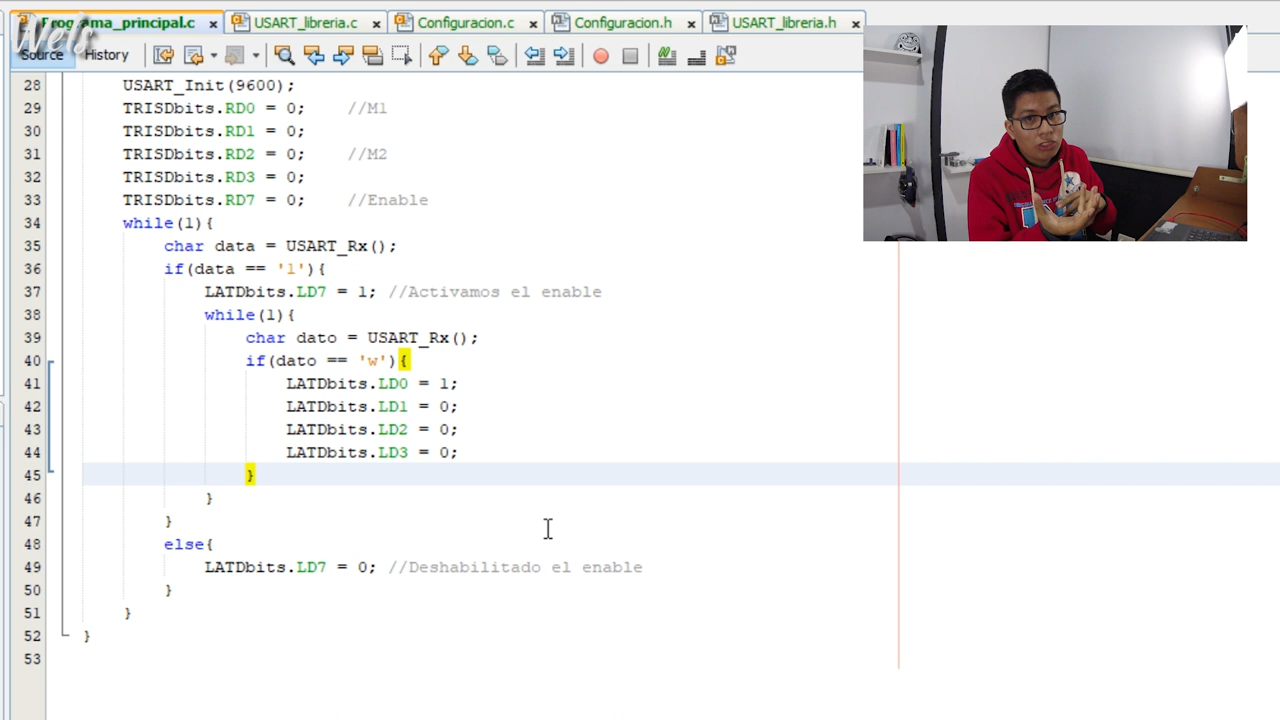 Programa_principal.c
USART_libreria.c
Configuracion.c
Configuracion.h
USART_libreria.h
Wels
Source
History
28 USART_Init(9600);
29 TRISDbits.RD0 = 0; //M1
30 TRISDbits.RD1 = 0;
31 TRISDbits.RD2 = 0; //M2
32 TRISDbits.RD3 = 0;
33 TRISDbits.RD7 = 0; //Enable
34 while(1){
35 char data = USART_Rx();
36 if(data == '1'){
37 LATDbits.LD7 = 1; //Activamos el enable
38 while(1){
39 char dato = USART_Rx();
40 if(dato == 'w'){
41 LATDbits.LD0 = 1;
42 LATDbits.LD1 = 0;
43 LATDbits.LD2 = 0;
44 LATDbits.LD3 = 0;
45 }
46 }
47 }
48 else{
49 LATDbits.LD7 = 0; //Deshabilitado el enable
50 }
51 }
52 }
53